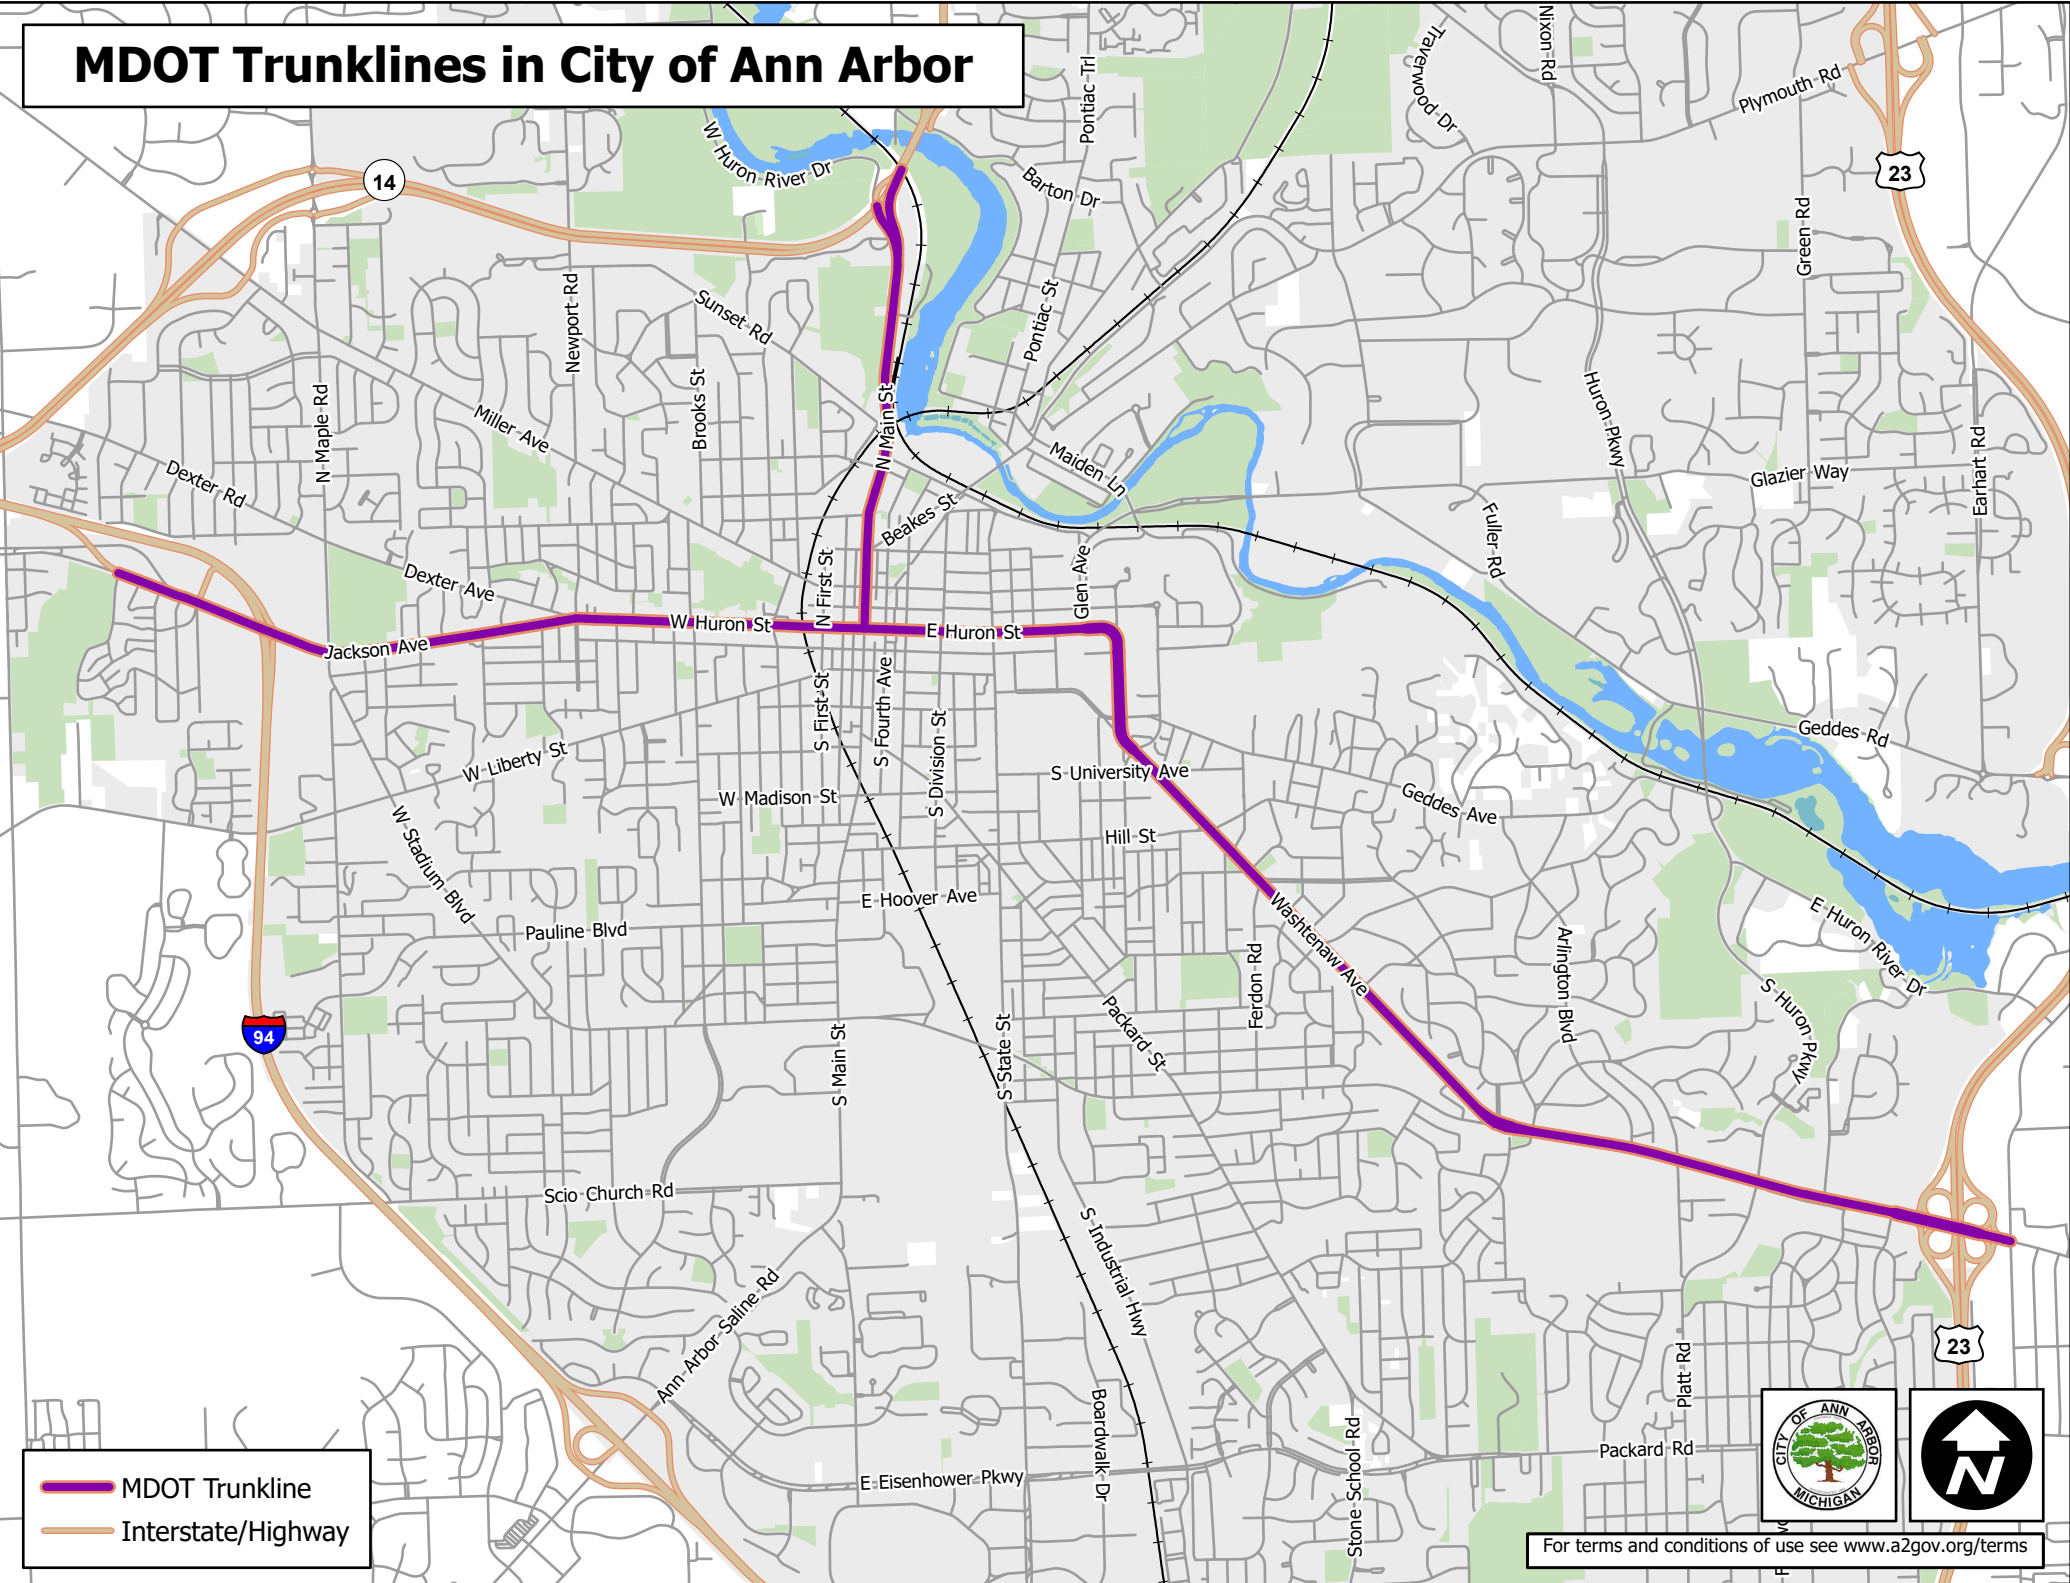 MDOT Trunklines in City of Ann Arbor
Nixon Rd
Traverwood Dr
Plymouth Rd
Pontiac Trl
W Huron River Dr
14
23
Barton Dr
Green Rd
Newport Rd
Sunset Rd
Pontiac St
N Maple Rd
Miller Ave
Brooks St
N Main St
Huron Pkwy
Earhart Rd
Dexter Rd
Maiden Ln
Glazier Way
Beakes St
Fuller Rd
Dexter Ave
N First St
Glen Ave
W Huron St
E Huron St
Jackson Ave
S First St
S Fourth Ave
S Division St
Geddes Rd
W Liberty St
S University Ave
W Madison St
Geddes Ave
W Stadium Blvd
Hill St
E Hoover Ave
Pauline Blvd
Washtenaw Ave
Ferdon Rd
Arlington Blvd
E Huron River Dr
S Huron Pkwy
94
S Main St
S State St
Packard St
Scio Church Rd
S Industrial Hwy
Ann Arbor Saline Rd
23
Platt Rd
Boardwalk Dr
Stone School Rd
Packard Rd
E Eisenhower Pkwy
MDOT Trunkline
Interstate/Highway
CITY OF ANN ARBOR
MICHIGAN
N
For terms and conditions of use see www.a2gov.org/terms